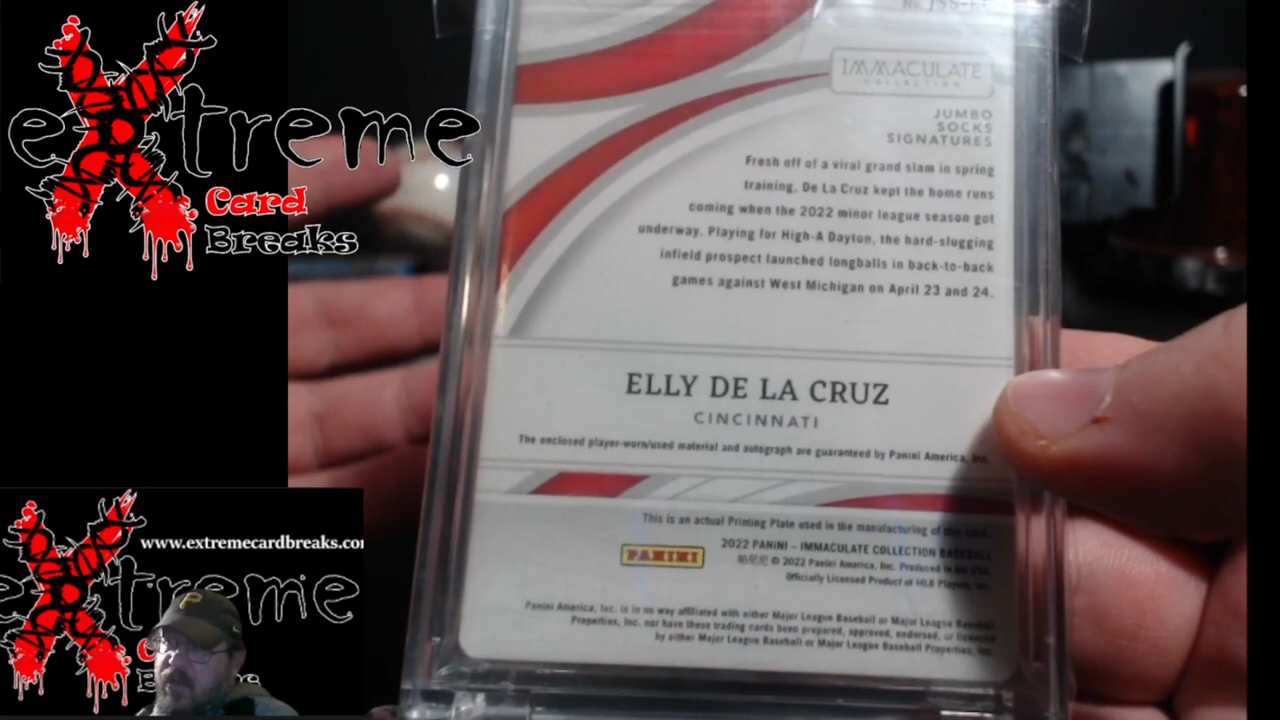 No. JSS-
IMMACULATE
COLLECTION
JUMBO
SOCKS
SIGNATURES
Fresh off of a viral grand slam in spring
training, De La Cruz kept the home runs
coming when the 2022 minor league season got
underway. Playing for High-A Dayton, the hard-slugging
infield prospect launched longballs in back-to-back
games against West Michigan on April 23 and 24.
ELLY DE LA CRUZ
CINCINNATI
The enclosed player-worn/used material and autograph are guaranteed by Panini America, Inc.
This is an actual Printing Plate used in the manufacturing of this card.
PANINI
2022 PANINI – IMMACULATE COLLECTION BASEBALL
帕尼尼 © 2022 Panini America, Inc. Produced in the USA.
Officially Licensed Product of MLB Players, Inc.
Panini America, Inc. is in no way affiliated with either Major League Baseball or Major League Baseball
Properties, Inc. nor have these trading cards been prepared, approved, endorsed, or licensed
by either Major League Baseball or Major League Baseball Properties, Inc.
eXtreme
Card
Breaks
www.extremecardbreaks.co
eXtreme
P